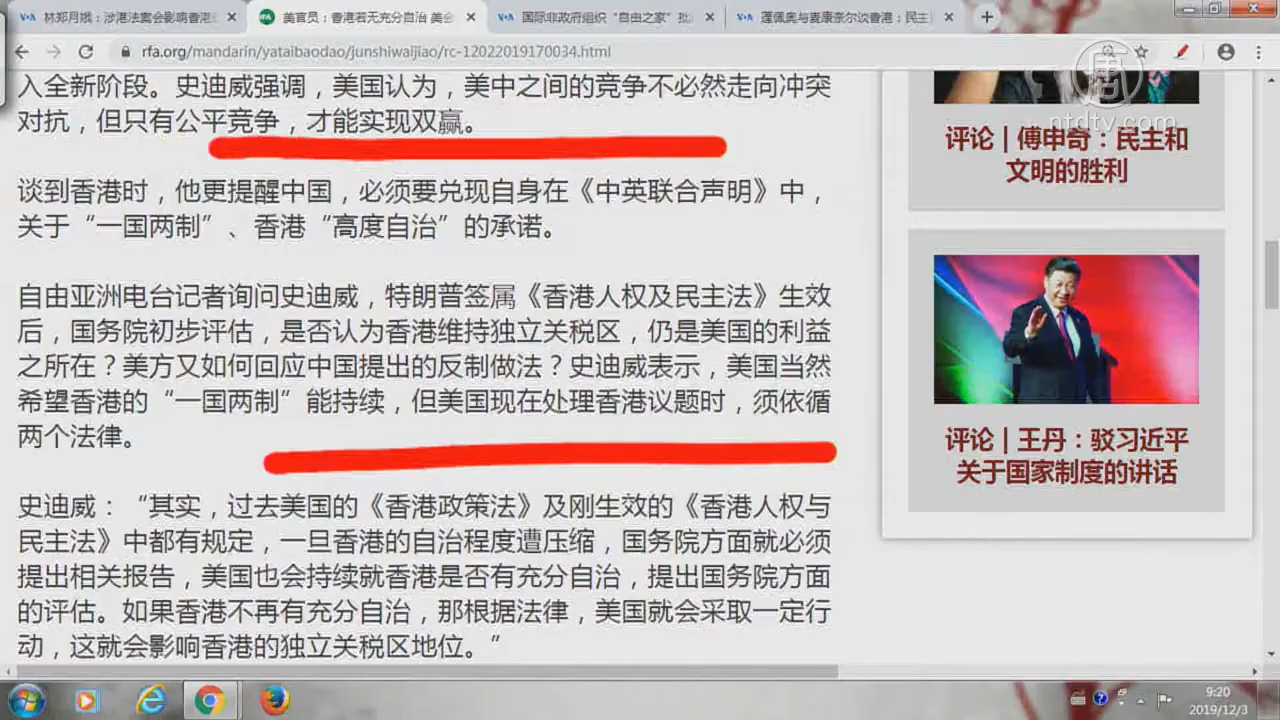 林郑月娥：涉港法案会影响香港
美官员：香港若无充分自治 美会
国际非政府组织“自由之家”批
蓬佩奥与麦康奈尔谈香港：民主
rfa.org/mandarin/yataibaodao/junshiwaijiao/rc-12022019170034.html
唐
ntdtv.com
入全新阶段。史迪威强调，美国认为，美中之间的竞争不必然走向冲突
对抗，但只有公平竞争，才能实现双赢。
谈到香港时，他更提醒中国，必须要兑现自身在《中英联合声明》中，
关于“一国两制”、香港“高度自治”的承诺。
自由亚洲电台记者询问史迪威，特朗普签属《香港人权及民主法》生效
后，国务院初步评估，是否认为香港维持独立关税区，仍是美国的利益
之所在？美方又如何回应中国提出的反制做法？史迪威表示，美国当然
希望香港的“一国两制”能持续，但美国现在处理香港议题时，须依循
两个法律。
史迪威：“其实，过去美国的《香港政策法》及刚生效的《香港人权与
民主法》中都有规定，一旦香港的自治程度遭压缩，国务院方面就必须
提出相关报告，美国也会持续就香港是否有充分自治，提出国务院方面
的评估。如果香港不再有充分自治，那根据法律，美国就会采取一定行
动，这就会影响香港的独立关税区地位。”
评论 | 傅申奇：民主和
文明的胜利
评论 | 王丹：驳习近平
关于国家制度的讲话
9:20
2019/12/3